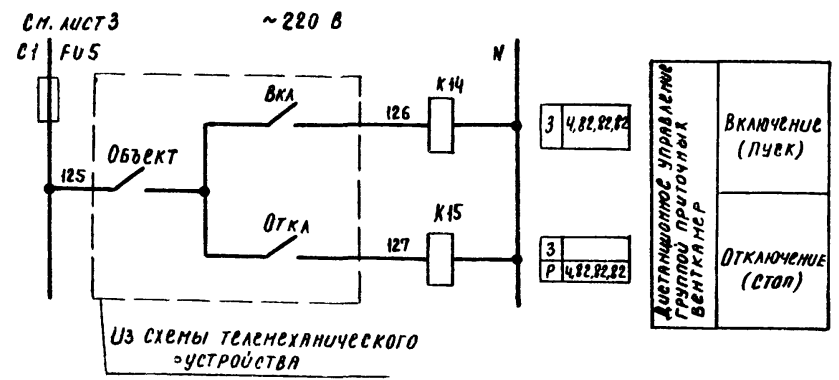 См. лист 3
~220 В
С1 FU5
N
К14
ВКЛ
126
3 4,82,82,82
Объект
125
К15
Откл
127
З
Р 4,82,82,82
Дистанционное управление
группой приточных
венткамер
Включение
(пуск)
Отключение
(стоп)
Из схемы телемеханического
устройства